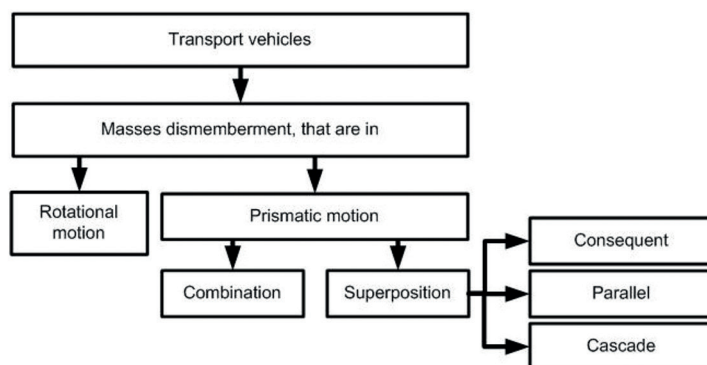 Transport vehicles
Masses dismemberment, that are in
Rotational
motion
Prismatic motion
Combination
Superposition
Consequent
Parallel
Cascade